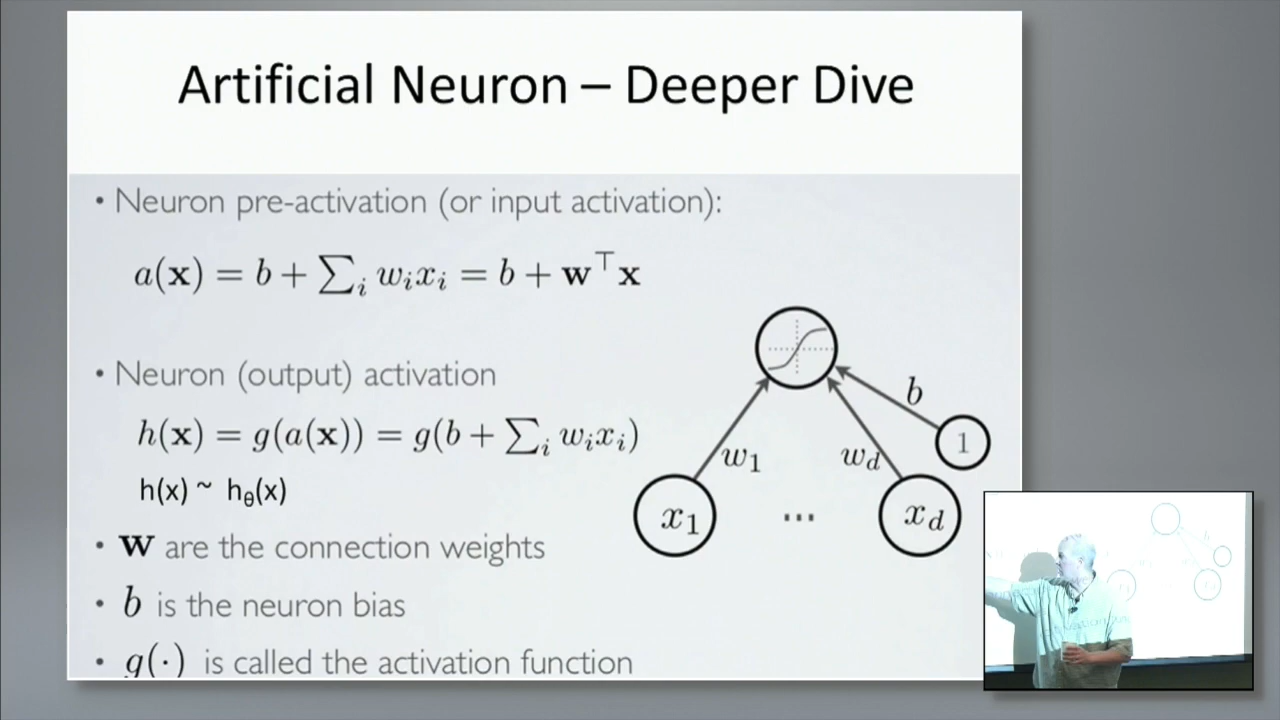 Artificial Neuron – Deeper Dive
• Neuron pre-activation (or input activation):
a(x) = b + ∑ᵢ wᵢxᵢ = b + w⊤x
• Neuron (output) activation
h(x) = g(a(x)) = g(b + ∑ᵢ wᵢxᵢ)
h(x) ~ hθ(x)
• w are the connection weights
• b is the neuron bias
• g(·) is called the activation function
b
1
w₁
w_d
x₁
...
x_d